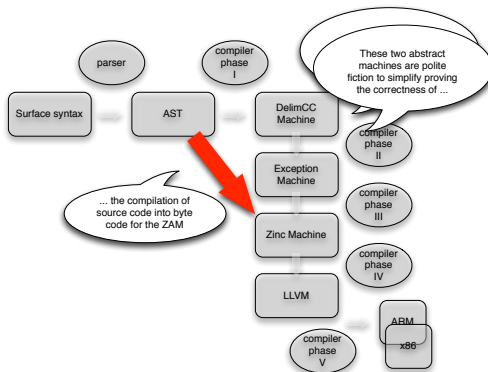 parser
compiler
phase
I
These two abstract
machines are polite
fiction to simplify proving
the correctness of ...
Surface syntax
AST
DelimCC
Machine
compiler
phase
II
Exception
Machine
... the compilation of
source code into byte
code for the ZAM
compiler
phase
III
Zinc Machine
compiler
phase
IV
LLVM
compiler
phase
V
ARM
x86